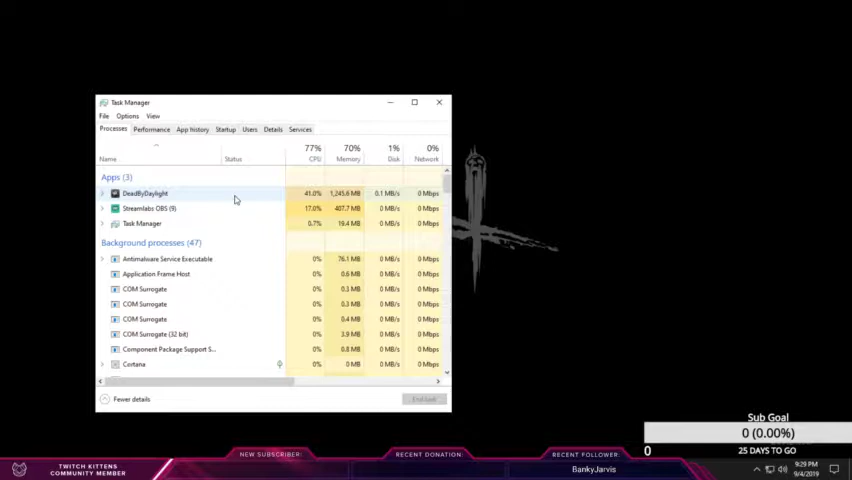 Task Manager
File Options View
Processes Performance App history Startup Users Details Services
77% 70% 1% 0%
Name Status CPU Memory Disk Network
Apps (3)
DeadByDaylight 41.0% 1,245.6 MB 0.1 MB/s 0 Mbps
Streamlabs OBS (9) 17.0% 407.7 MB 0 MB/s 0 Mbps
Task Manager 0.7% 19.4 MB 0 MB/s 0 Mbps
Background processes (47)
Antimalware Service Executable 0% 76.1 MB 0 MB/s 0 Mbps
Application Frame Host 0% 0.6 MB 0 MB/s 0 Mbps
COM Surrogate 0% 0.3 MB 0 MB/s 0 Mbps
COM Surrogate 0% 0.3 MB 0 MB/s 0 Mbps
COM Surrogate 0% 0.4 MB 0 MB/s 0 Mbps
COM Surrogate (32 bit) 0% 3.9 MB 0 MB/s 0 Mbps
Component Package Support S... 0% 0.8 MB 0 MB/s 0 Mbps
Cortana 0% 0 MB 0 MB/s 0 Mbps
Fewer details End task
Sub Goal
0 (0.00%)
0 25 DAYS TO GO
NEW SUBSCRIBER: RECENT DONATION: RECENT FOLLOWER:
TWITCH KITTENS
COMMUNITY MEMBER
BankyJarvis
9:29 PM
9/4/2019